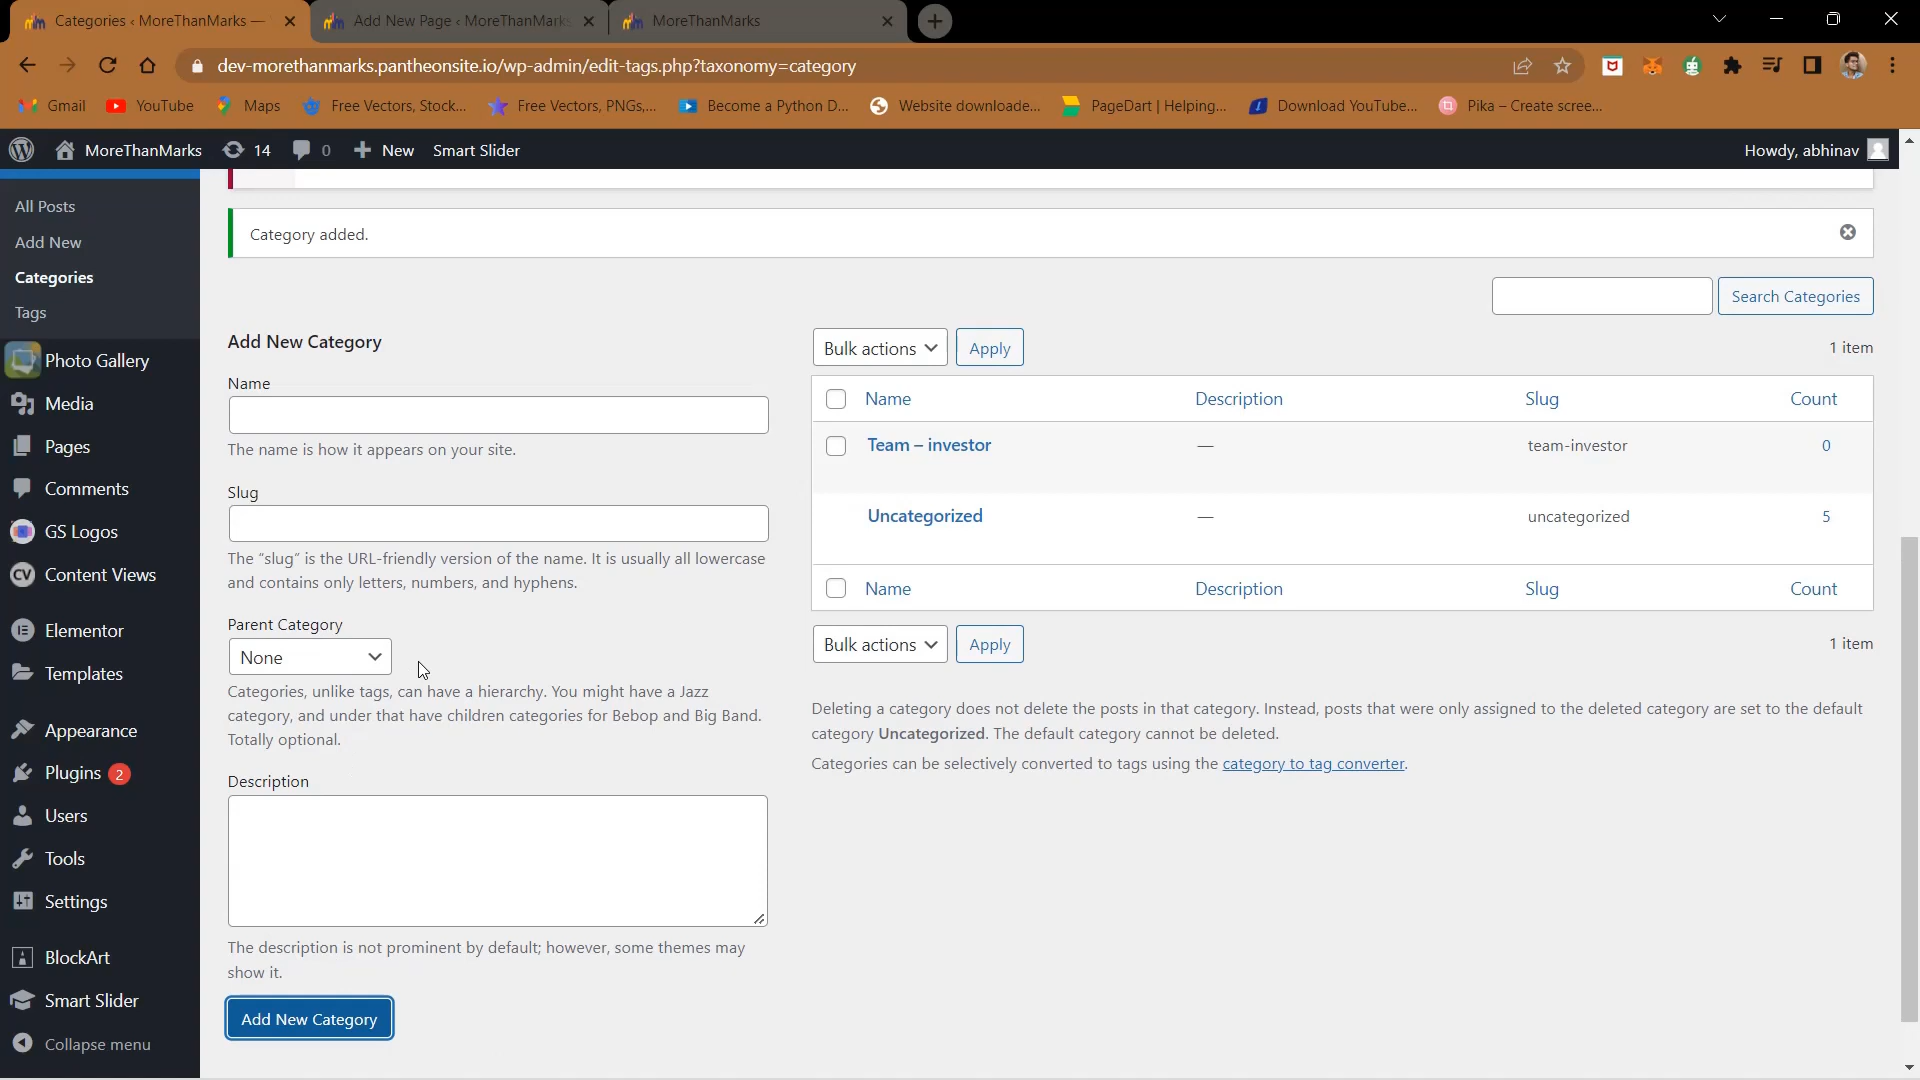 Categories ‹ MoreThanMarks —
Add New Page ‹ MoreThanMarks
MoreThanMarks
dev-morethanmarks.pantheonsite.io/wp-admin/edit-tags.php?taxonomy=category
Gmail
YouTube
Maps
Free Vectors, Stock...
Free Vectors, PNGs,...
Become a Python D...
Website downloade...
PageDart | Helping...
Download YouTube...
Pika – Create scree...
MoreThanMarks
14
0
New
Smart Slider
Howdy, abhinav
All Posts
Add New
Categories
Tags
Photo Gallery
Media
Pages
Comments
GS Logos
CV Content Views
Elementor
Templates
Appearance
Plugins 2
Users
Tools
Settings
BlockArt
Smart Slider
Collapse menu
Category added.
Search Categories
Add New Category
Name
The name is how it appears on your site.
Slug
The “slug” is the URL-friendly version of the name. It is usually all lowercase
and contains only letters, numbers, and hyphens.
Parent Category
None
Categories, unlike tags, can have a hierarchy. You might have a Jazz
category, and under that have children categories for Bebop and Big Band.
Totally optional.
Description
The description is not prominent by default; however, some themes may
show it.
Add New Category
Bulk actions
Apply
1 item
Name Description Slug Count
Team – investor — team-investor 0
Uncategorized — uncategorized 5
Name Description Slug Count
Bulk actions
Apply
1 item
Deleting a category does not delete the posts in that category. Instead, posts that were only assigned to the deleted category are set to the default
category Uncategorized. The default category cannot be deleted.
Categories can be selectively converted to tags using the category to tag converter.